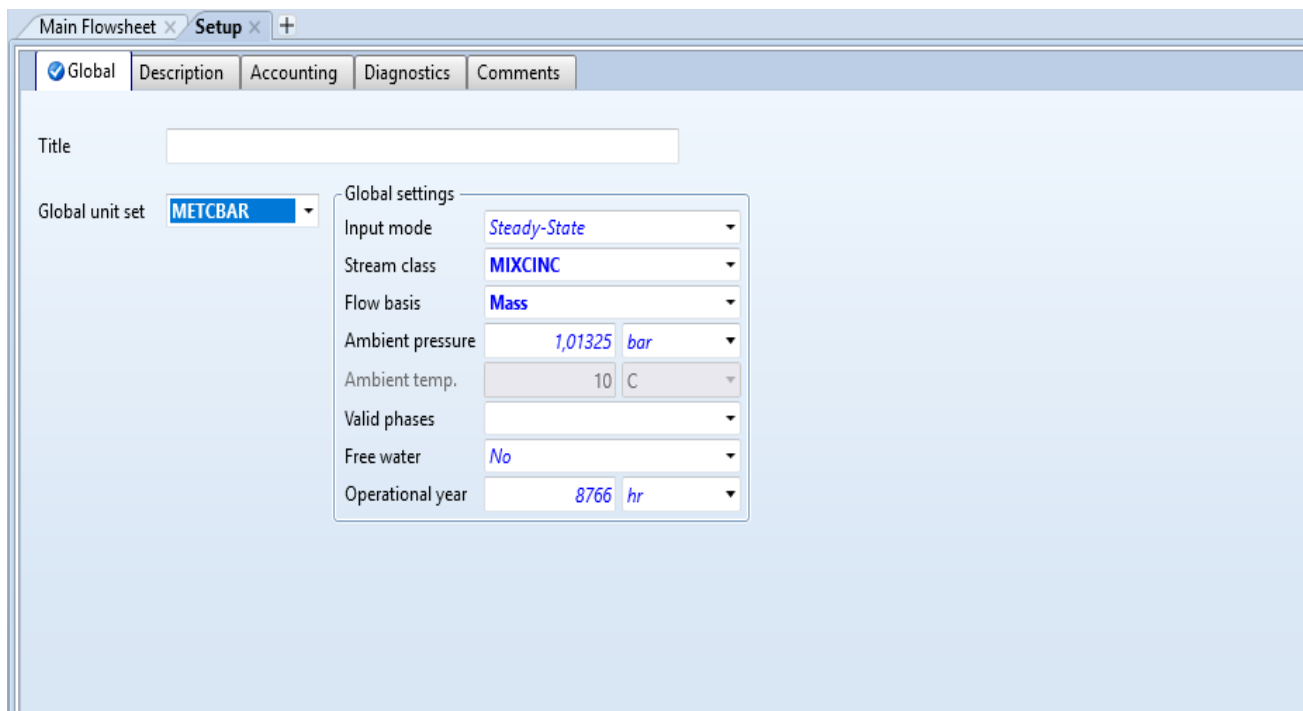 Main Flowsheet × Setup × +
Global Description Accounting Diagnostics Comments
Title
Global unit set METCBAR
Global settings
Input mode Steady-State
Stream class MIXCINC
Flow basis Mass
Ambient pressure 1,01325 bar
Ambient temp. 10 C
Valid phases
Free water No
Operational year 8766 hr